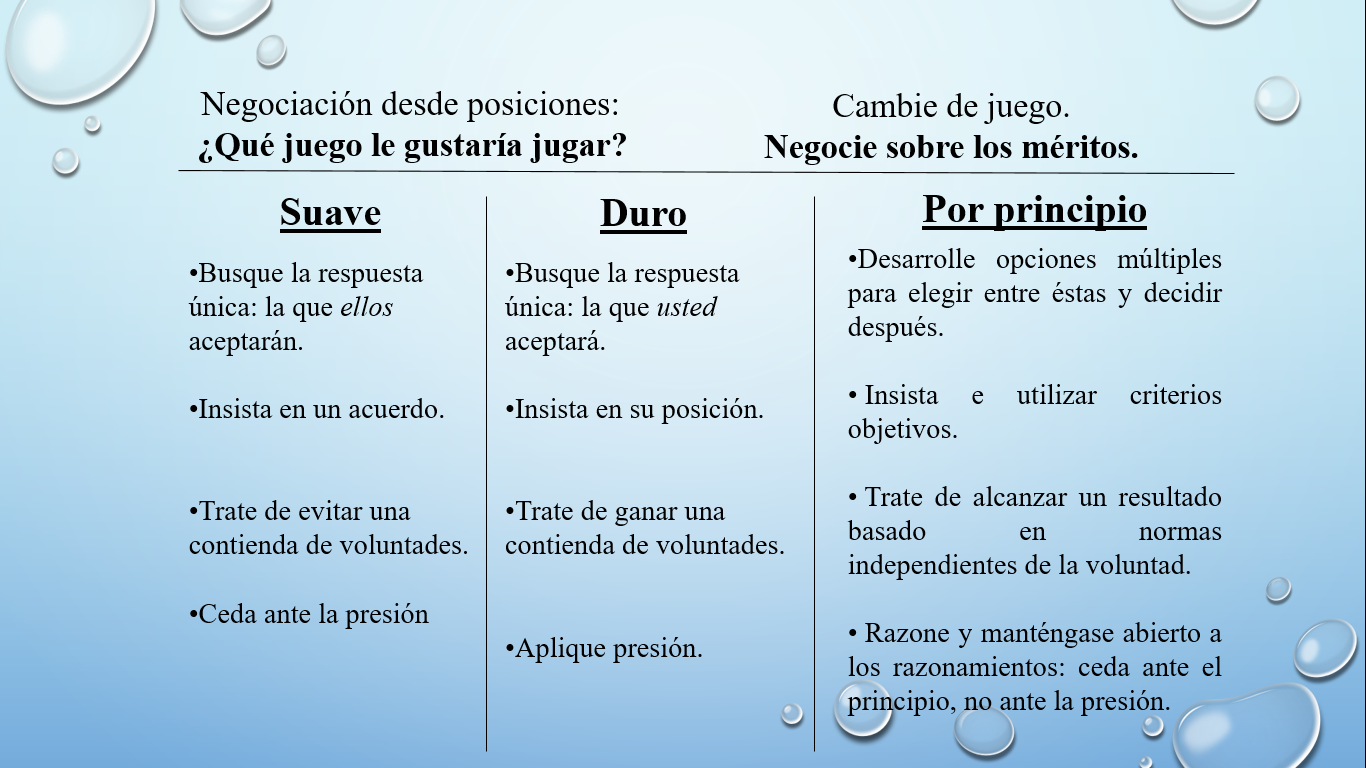 Negociación desde posiciones:
¿Qué juego le gustaría jugar?
Cambie de juego.
Negocie sobre los méritos.
Suave
•Busque la respuesta
única: la que ellos
aceptarán.
•Insista en un acuerdo.
•Trate de evitar una
contienda de voluntades.
•Ceda ante la presión
Duro
•Busque la respuesta
única: la que usted
aceptará.
•Insista en su posición.
•Trate de ganar una
contienda de voluntades.
•Aplique presión.
Por principio
•Desarrolle opciones múltiples
para elegir entre éstas y decidir
después.
• Insista e utilizar criterios
objetivos.
• Trate de alcanzar un resultado
basado en normas
independientes de la voluntad.
• Razone y manténgase abierto a
los razonamientos: ceda ante el
principio, no ante la presión.